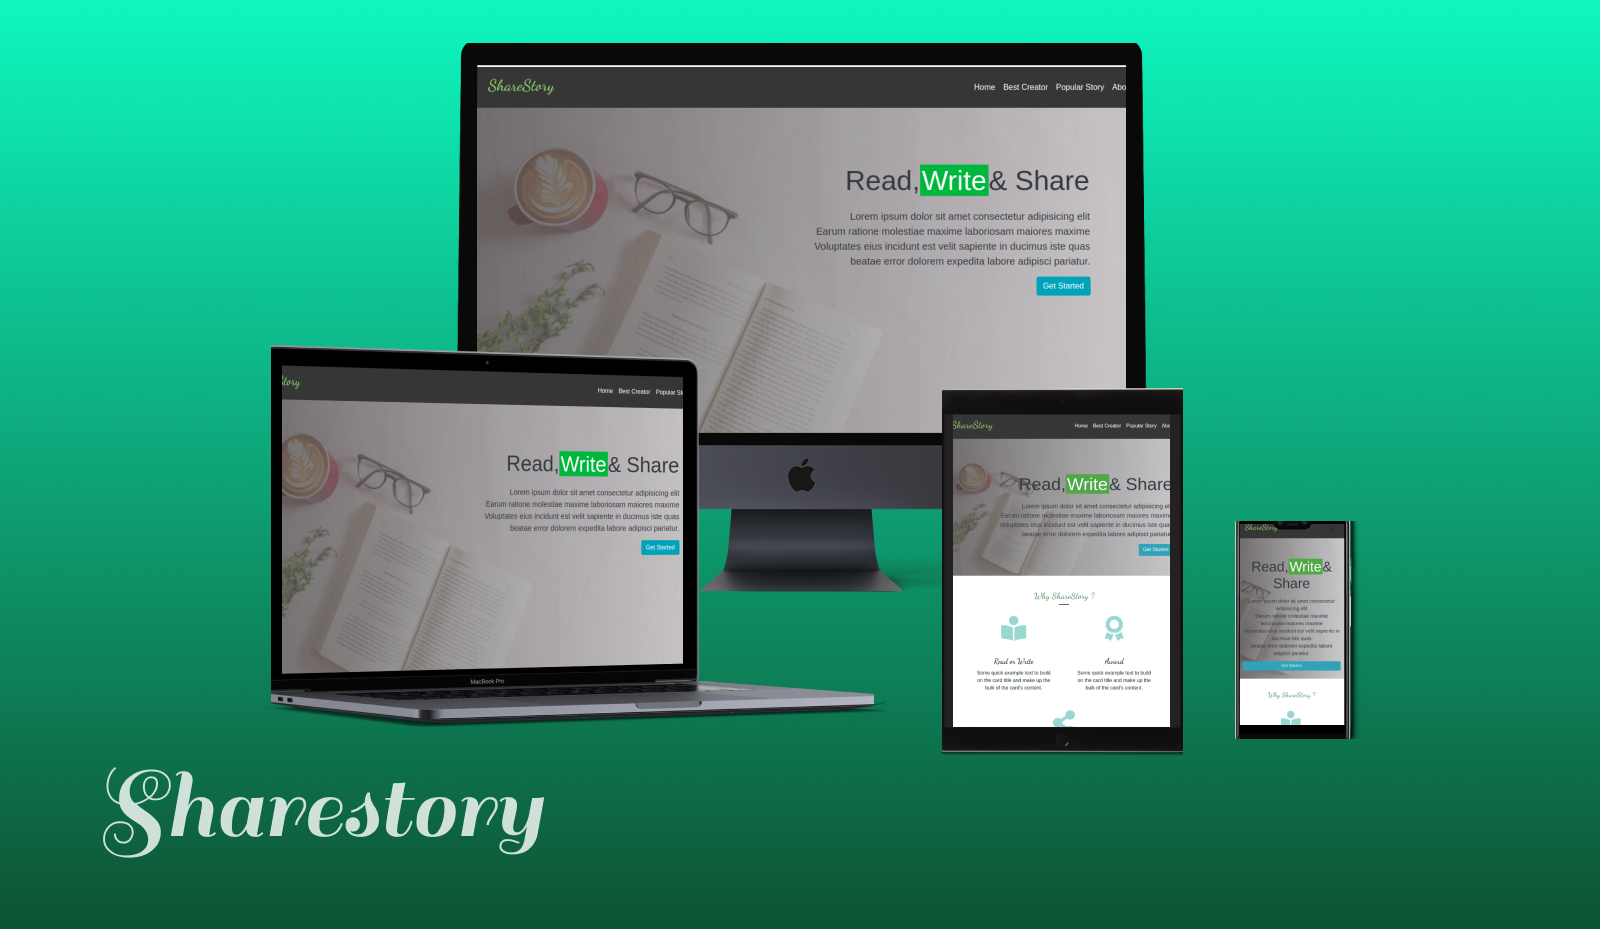 ShareStory
Home Best Creator Popular Story Abo
Read, Write & Share
Lorem ipsum dolor sit amet consectetur adipisicing elit
Earum ratione molestiae maxime laboriosam maiores maxime
Voluptates eius incidunt est velit sapiente in ducimus iste quas
beatae error dolorem expedita labore adipisci pariatur.
Get Started
Story
Home Best Creator Popular St
Read, Write & Share
Lorem ipsum dolor sit amet consectetur adipisicing elit
Earum ratione molestiae maxime laboriosam maiores maxime
Voluptates eius incidunt est velit sapiente in ducimus iste quas
beatae error dolorem expedita labore adipisci pariatur.
Get Started
MacBook Pro
ShareStory
Home Best Creator Popular Story Abo
Read, Write & Share
Lorem ipsum dolor sit amet consectetur adipisicing el
Earum ratione molestiae maxime laboriosam maiores maxim
Voluptates eius incidunt est velit sapiente in ducimus iste qua
beatae error dolorem expedita labore adipisci pariatur
Get Started
Why ShareStory ?
Read or Write
Some quick example text to build
on the card title and make up the
bulk of the card's content.
Award
Some quick example text to build
on the card title and make up the
bulk of the card's content.
ShareStory
Read, Write &
Share
Lorem ipsum dolor sit amet consectetur
adipisicing elit
Earum ratione molestiae maxime
laboriosam maiores maxime
Voluptates eius incidunt est velit sapiente in
ducimus iste quas
beatae error dolorem expedita labore
adipisci pariatur.
Get Started
Why ShareStory ?
Sharestory